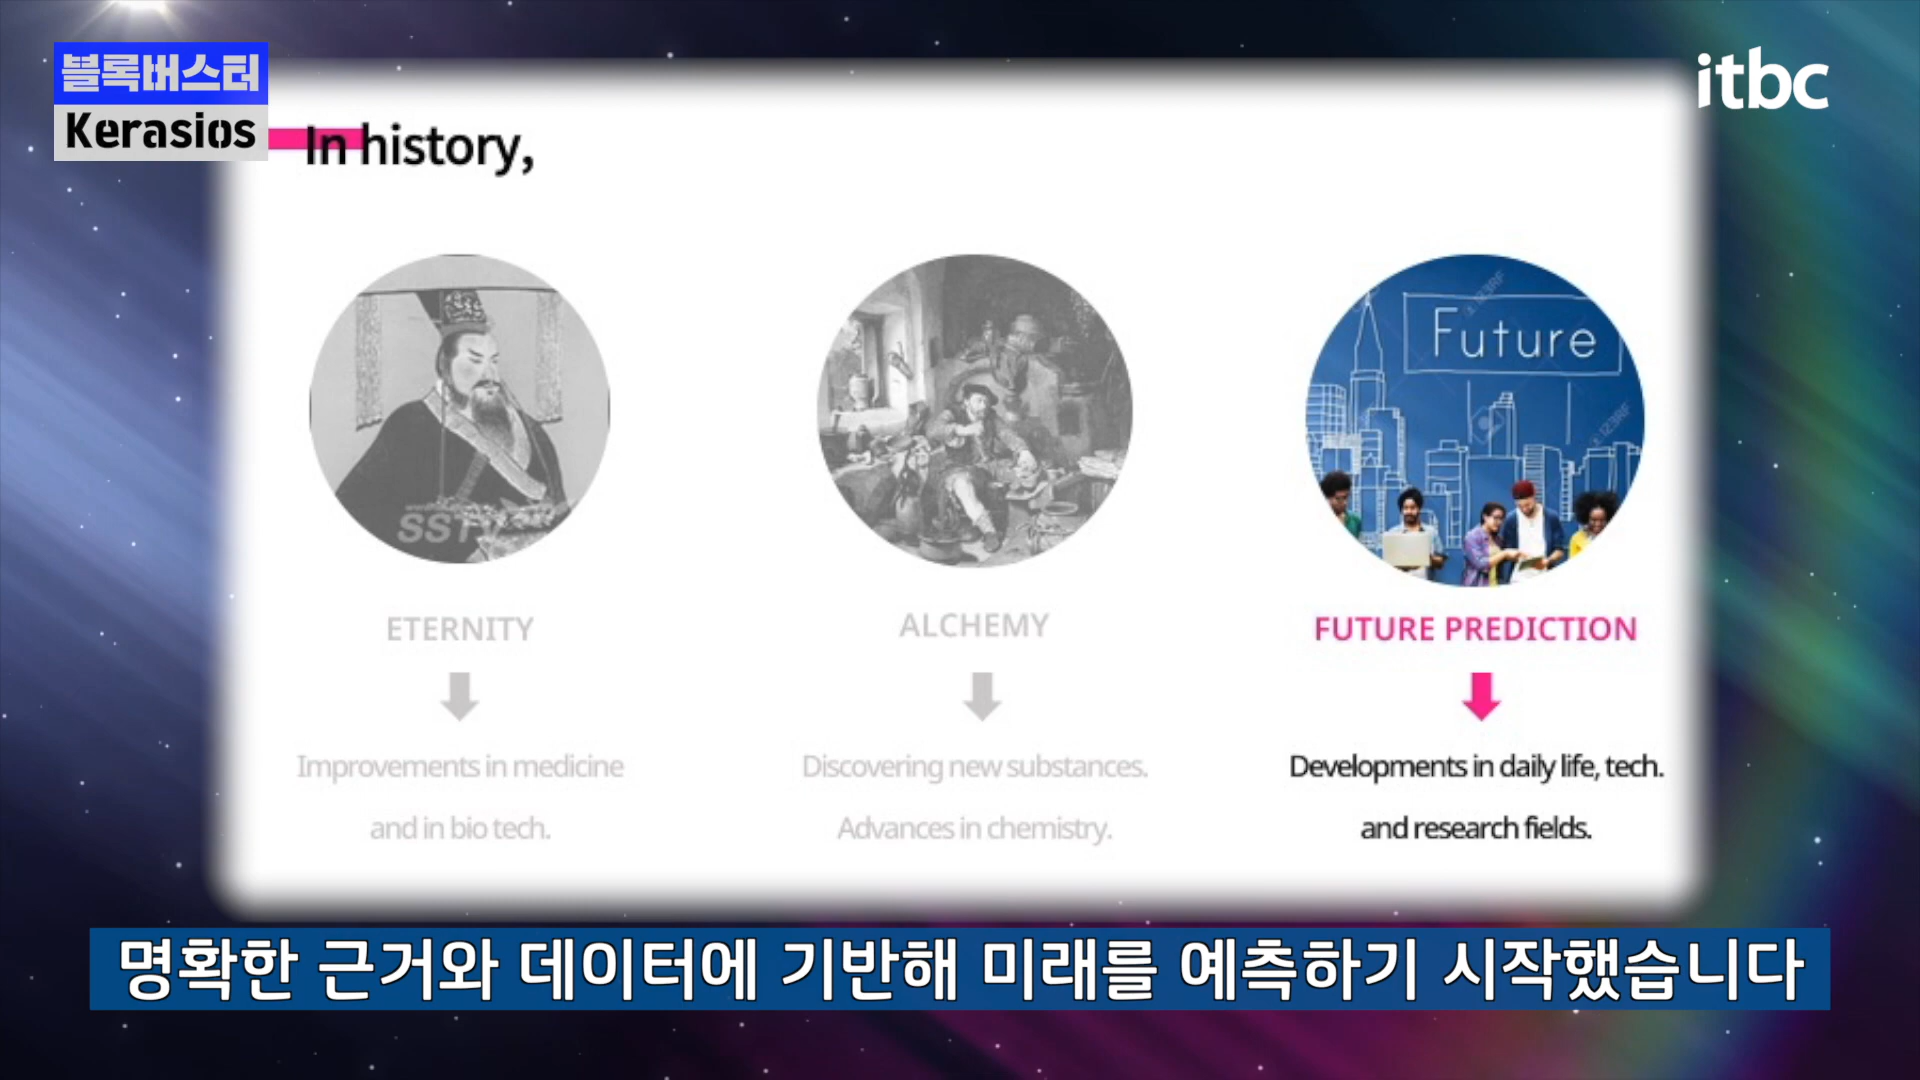 블록버스터
Kerasios
itbc
In history,
Future
123RF
123RF
SSTV
ETERNITY
ALCHEMY
FUTURE PREDICTION
Improvements in medicine
and in bio tech.
Discovering new substances.
Advances in chemistry.
Developments in daily life, tech.
and research fields.
명확한 근거와 데이터에 기반해 미래를 예측하기 시작했습니다